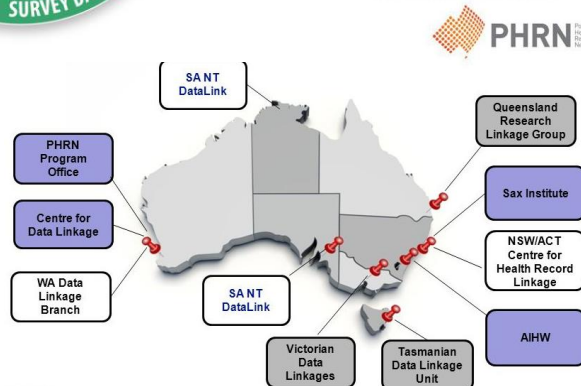 SURVEY
PHRN
SA NT
DataLink
Queensland
Research
Linkage Group
PHRN
Program
Office
Sax Institute
Centre for
Data Linkage
NSW/ACT
Centre for
Health Record
Linkage
WA Data
Linkage
Branch
SA NT
DataLink
AIHW
Victorian
Data
Linkages
Tasmanian
Data Linkage
Unit